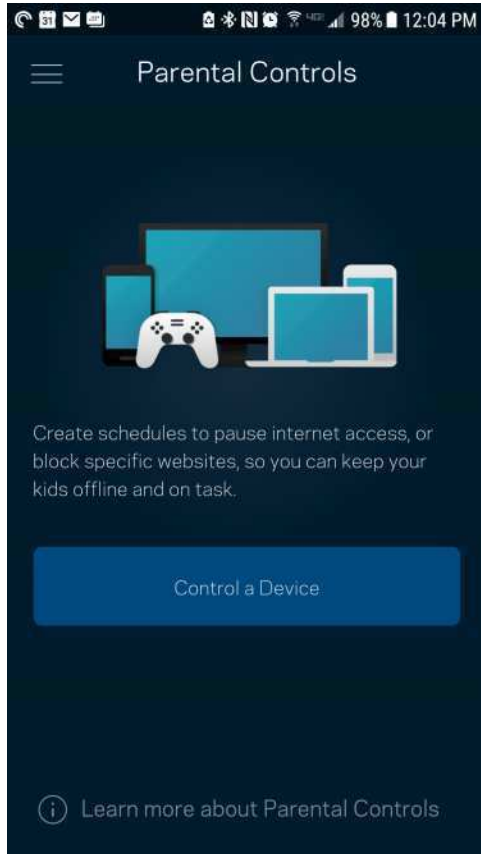 31 98% 12:04 PM
Parental Controls
Create schedules to pause internet access, or
block specific websites, so you can keep your
kids offline and on task.
Control a Device
Learn more about Parental Controls